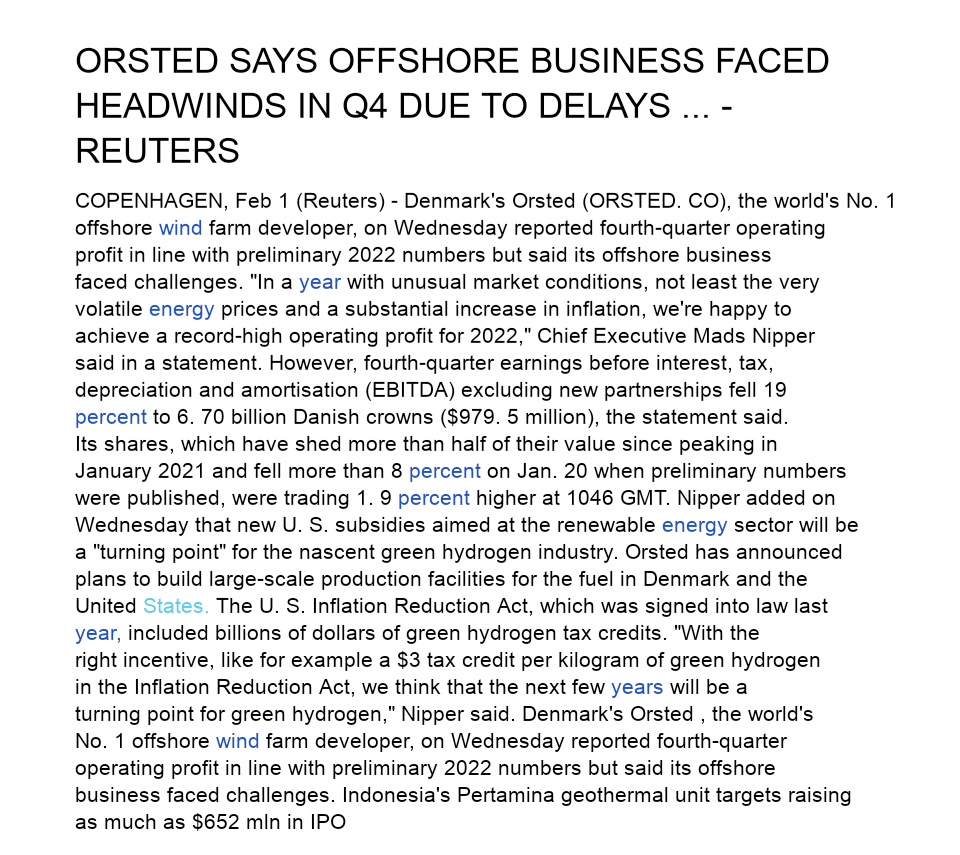 ORSTED SAYS OFFSHORE BUSINESS FACED
HEADWINDS IN Q4 DUE TO DELAYS ... -
REUTERS
COPENHAGEN, Feb 1 (Reuters) - Denmark's Orsted (ORSTED. CO), the world's No. 1
offshore wind farm developer, on Wednesday reported fourth-quarter operating
profit in line with preliminary 2022 numbers but said its offshore business
faced challenges. "In a year with unusual market conditions, not least the very
volatile energy prices and a substantial increase in inflation, we're happy to
achieve a record-high operating profit for 2022," Chief Executive Mads Nipper
said in a statement. However, fourth-quarter earnings before interest, tax,
depreciation and amortisation (EBITDA) excluding new partnerships fell 19
percent to 6. 70 billion Danish crowns ($979. 5 million), the statement said.
Its shares, which have shed more than half of their value since peaking in
January 2021 and fell more than 8 percent on Jan. 20 when preliminary numbers
were published, were trading 1. 9 percent higher at 1046 GMT. Nipper added on
Wednesday that new U. S. subsidies aimed at the renewable energy sector will be
a "turning point" for the nascent green hydrogen industry. Orsted has announced
plans to build large-scale production facilities for the fuel in Denmark and the
United States. The U. S. Inflation Reduction Act, which was signed into law last
year, included billions of dollars of green hydrogen tax credits. "With the
right incentive, like for example a $3 tax credit per kilogram of green hydrogen
in the Inflation Reduction Act, we think that the next few years will be a
turning point for green hydrogen," Nipper said. Denmark's Orsted , the world's
No. 1 offshore wind farm developer, on Wednesday reported fourth-quarter
operating profit in line with preliminary 2022 numbers but said its offshore
business faced challenges. Indonesia's Pertamina geothermal unit targets raising
as much as $652 mln in IPO